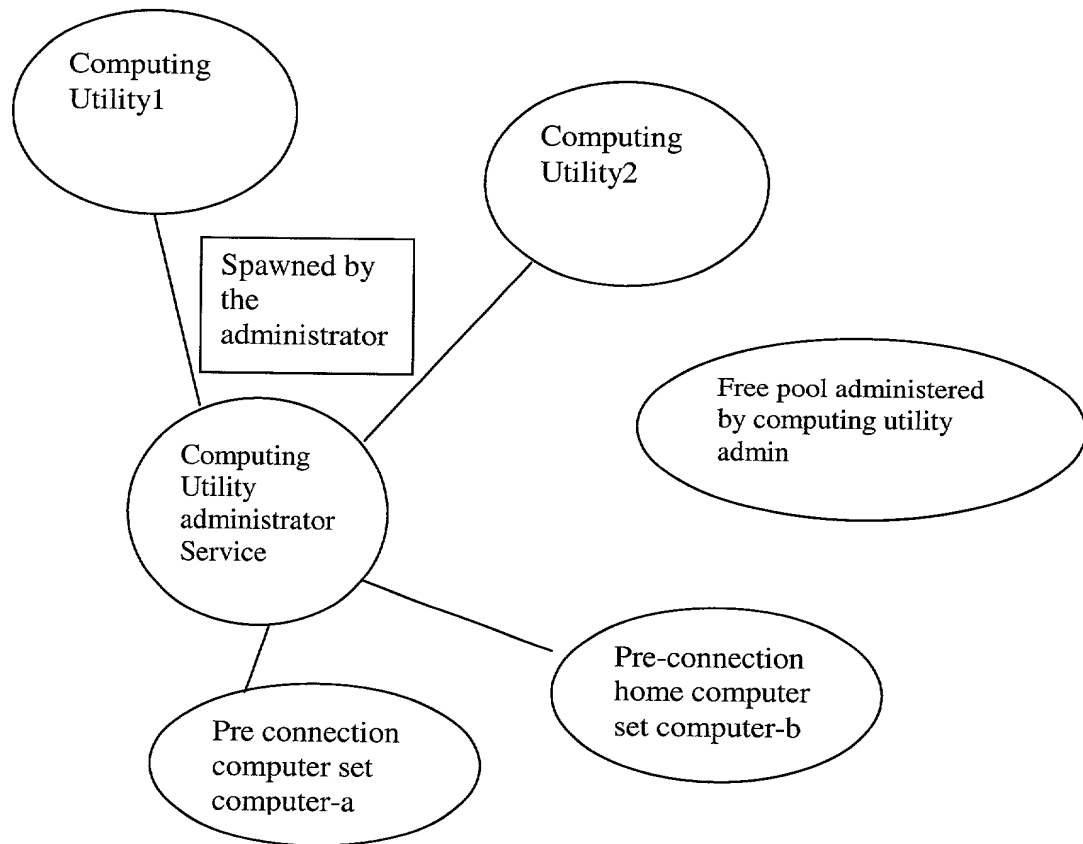 Computing
Utility1
Computing
Utility2
Spawned by
the
administrator
Free pool administered
by computing utility
admin
Computing
Utility
administrator
Service
Pre-connection
home computer
set computer-b
Pre connection
computer set
computer-a